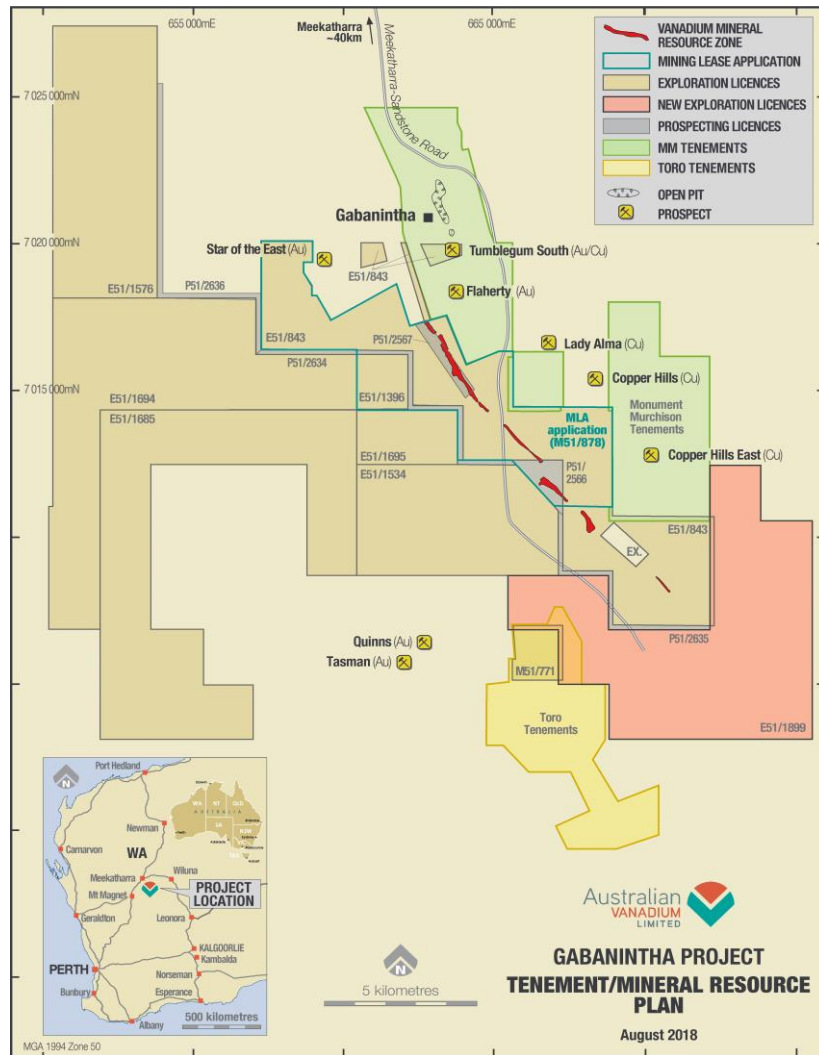 655 000mE
665 000mE
Meekatharra
~40km
Meekatharra-Sandstone Road
VANADIUM MINERAL
RESOURCE ZONE
MINING LEASE APPLICATION
EXPLORATION LICENCES
NEW EXPLORATION LICENCES
PROSPECTING LICENCES
MM TENEMENTS
TORO TENEMENTS
OPEN PIT
PROSPECT
7 025 000mN
7 020 000mN
7 015 000mN
Gabanintha
Star of the East (Au)
Tumblegum South (Au/Cu)
E51/843
Flaherty (Au)
E51/1576
P51/2636
E51/843
P51/2567
P51/2634
Lady Alma (Cu)
Copper Hills (Cu)
E51/1694
E51/1685
E51/1396
MLA
application
(M51/878)
Monument
Murchison
Tenements
Copper Hills East (Cu)
E51/1695
E51/1534
P51/
2566
E51/843
EX.
P51/2635
Quinns (Au)
Tasman (Au)
M51/771
Toro
Tenements
E51/1899
N
Port Hedland
Newman
Carnarvon
WA
Meekatharra
Wiluna
Mt Magnet
PROJECT
LOCATION
Geraldton
Leonora
KALGOORLIE
Kambalda
PERTH
Norseman
Bunbury
Esperance
Albany
500 kilometres
WA
NT
QLD
AUSTRALIA
SA
NSW
MGA 1994 Zone 50
N
5 kilometres
Australian
VANADIUM
LIMITED
GABANINTHA PROJECT
TENEMENT/MINERAL RESOURCE
PLAN
August 2018